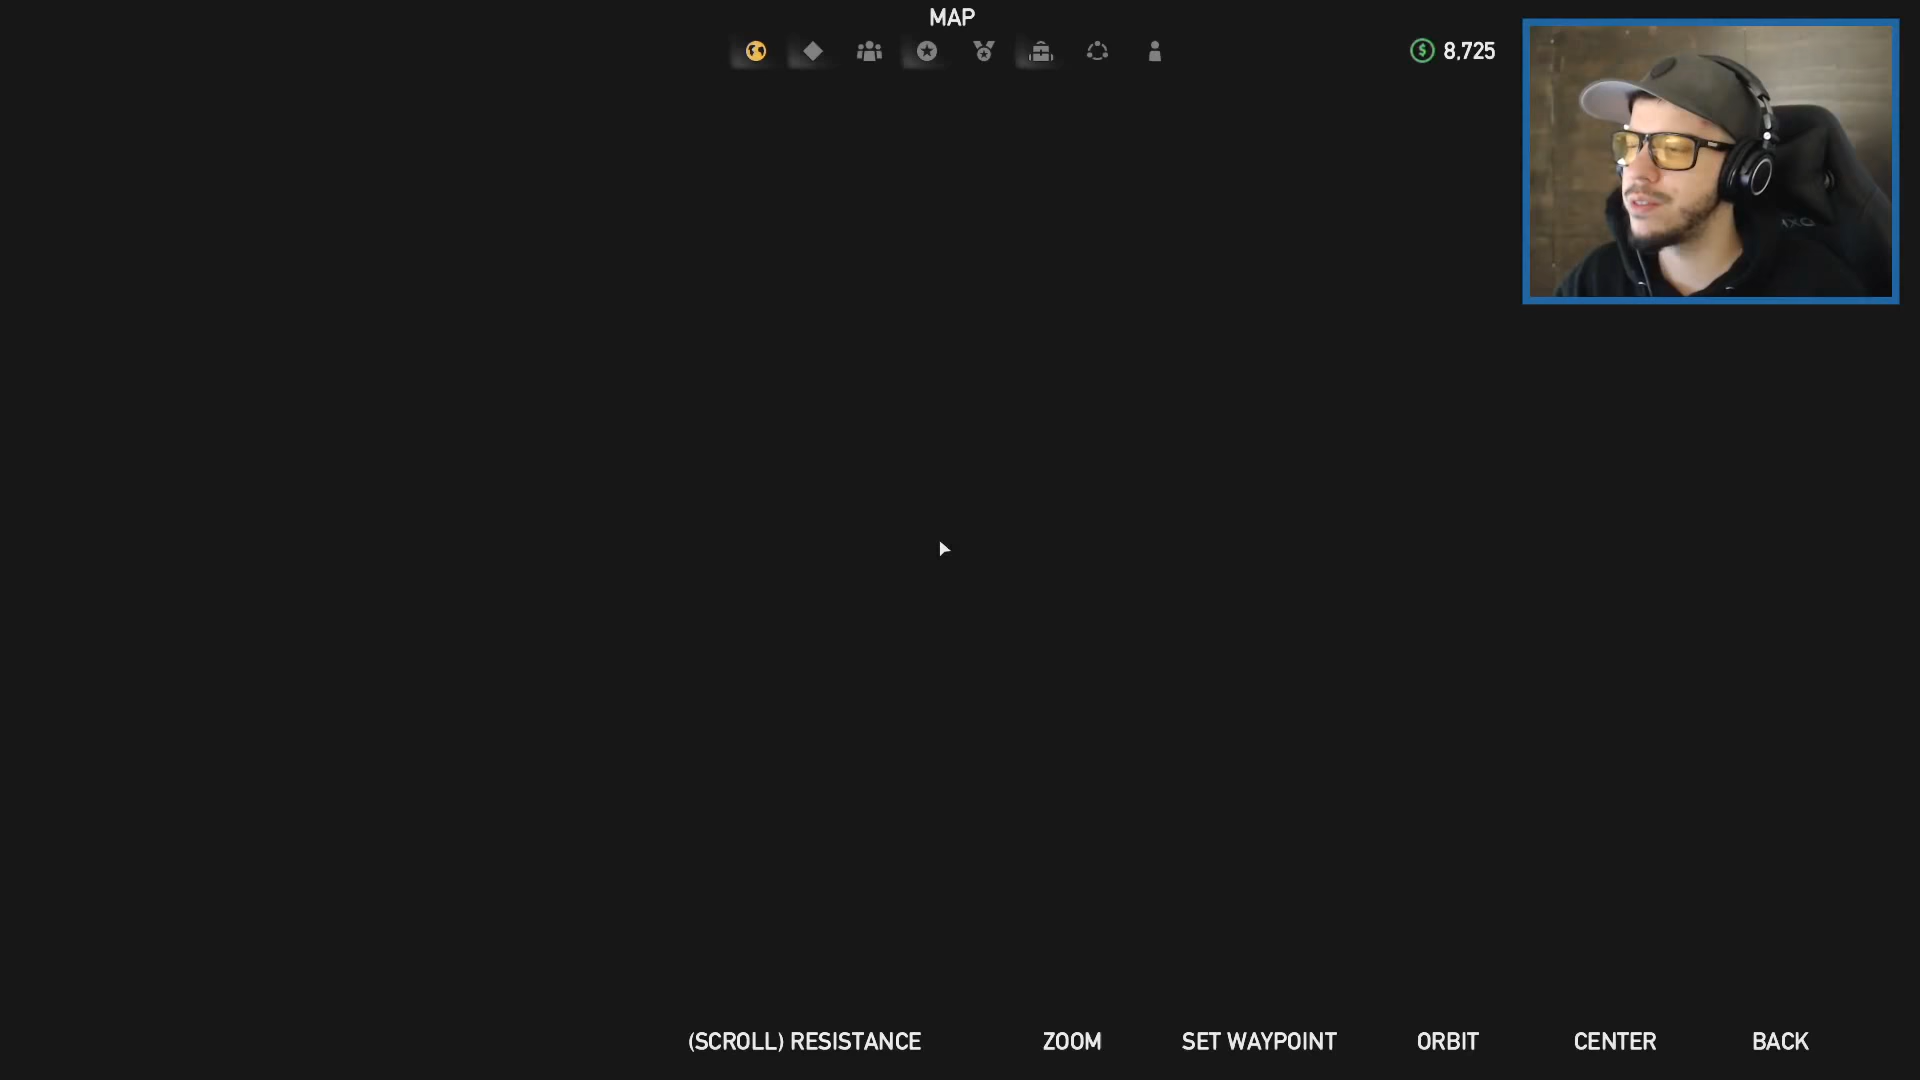 MAP
8,725
(SCROLL) RESISTANCE ZOOM SET WAYPOINT ORBIT CENTER BACK